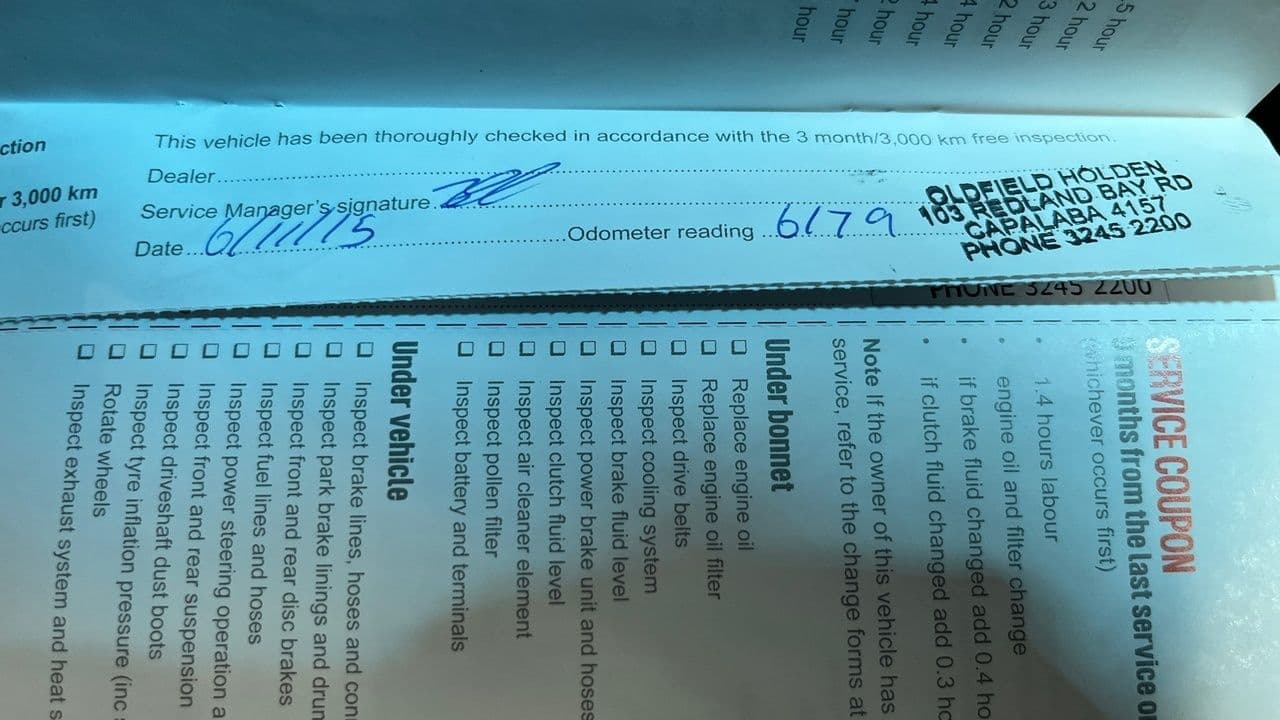 5 hour
2 hour
3 hour
2 hour
4 hour
4 hour
2 hour
hour
hour
ction
r 3,000 km
ccurs first)
This vehicle has been thoroughly checked in accordance with the 3 month/3,000 km free inspection.
Dealer
Service Manager's signature
Date 6/11/15 Odometer reading 6179
OLDFIELD HOLDEN
103 REDLAND BAY RD
CAPALABA 4157
PHONE 3245 2200
PHONE 3245 2200
SERVICE COUPON
months from the last service o
(whichever occurs first)
• 1.4 hours labour
• engine oil and filter change
• if brake fluid changed add 0.4 ho
• if clutch fluid changed add 0.3 ho
Note If the owner of this vehicle has
service, refer to the change forms at
Under bonnet
❑ Replace engine oil
❑ Replace engine oil filter
❑ Inspect drive belts
❑ Inspect cooling system
❑ Inspect brake fluid level
❑ Inspect power brake unit and hoses
❑ Inspect clutch fluid level
❑ Inspect air cleaner element
❑ Inspect pollen filter
❑ Inspect battery and terminals
Under vehicle
❑ Inspect brake lines, hoses and con
❑ Inspect park brake linings and drun
❑ Inspect front and rear disc brakes
❑ Inspect fuel lines and hoses
❑ Inspect power steering operation a
❑ Inspect front and rear suspension
❑ Inspect driveshaft dust boots
❑ Inspect tyre inflation pressure (inc
❑ Rotate wheels
❑ Inspect exhaust system and heat s